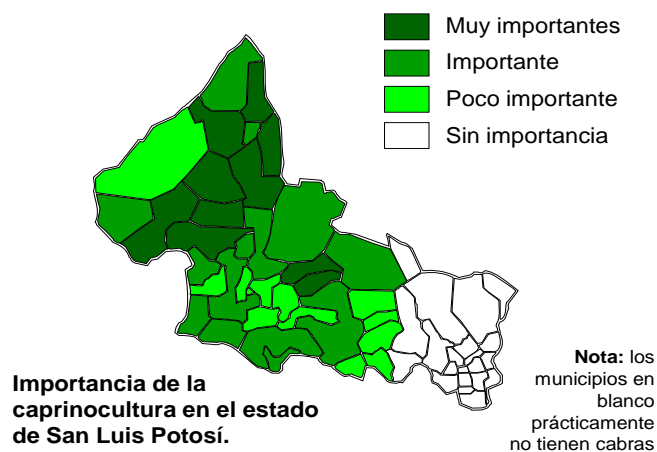 Muy importantes
Importante
Poco importante
Sin importancia
Importancia de la
caprinocultura en el estado
de San Luis Potosí.
Nota: los
municipios en
blanco
prácticamente
no tienen cabras